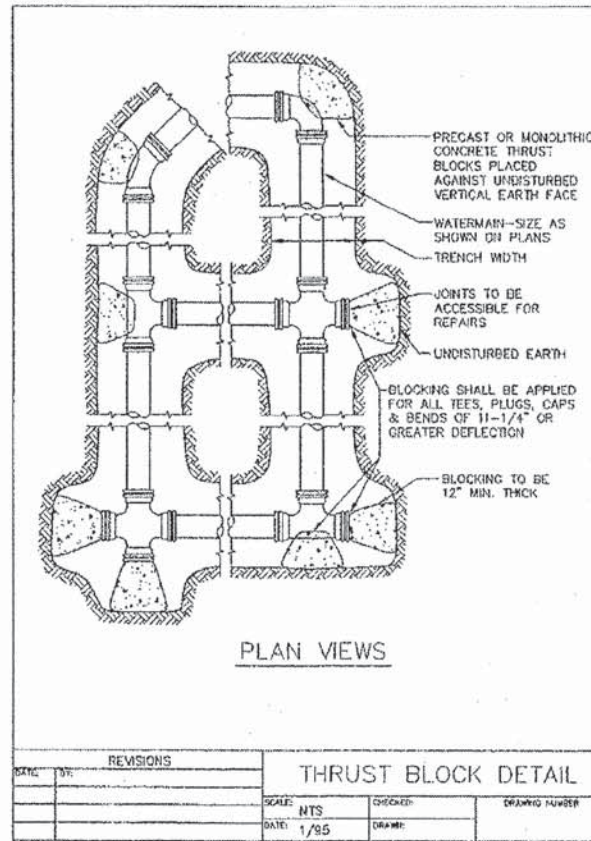 PRECAST OR MONOLITHIC
CONCRETE THRUST
BLOCKS PLACED
AGAINST UNDISTURBED
VERTICAL EARTH FACE
WATERMAIN-SIZE AS
SHOWN ON PLANS
TRENCH WIDTH
JOINTS TO BE
ACCESSIBLE FOR
REPAIRS
UNDISTURBED EARTH
BLOCKING SHALL BE APPLIED
FOR ALL TEES, PLUGS, CAPS
& BENDS OF 11-1/4° OR
GREATER DEFLECTION
BLOCKING TO BE
12" MIN. THICK
PLAN VIEWS
REVISIONS
DATE: BY:
THRUST BLOCK DETAIL
SCALE: NTS
CHECKED:
DRAWING NUMBER
DATE: 1/95
DRAWN: